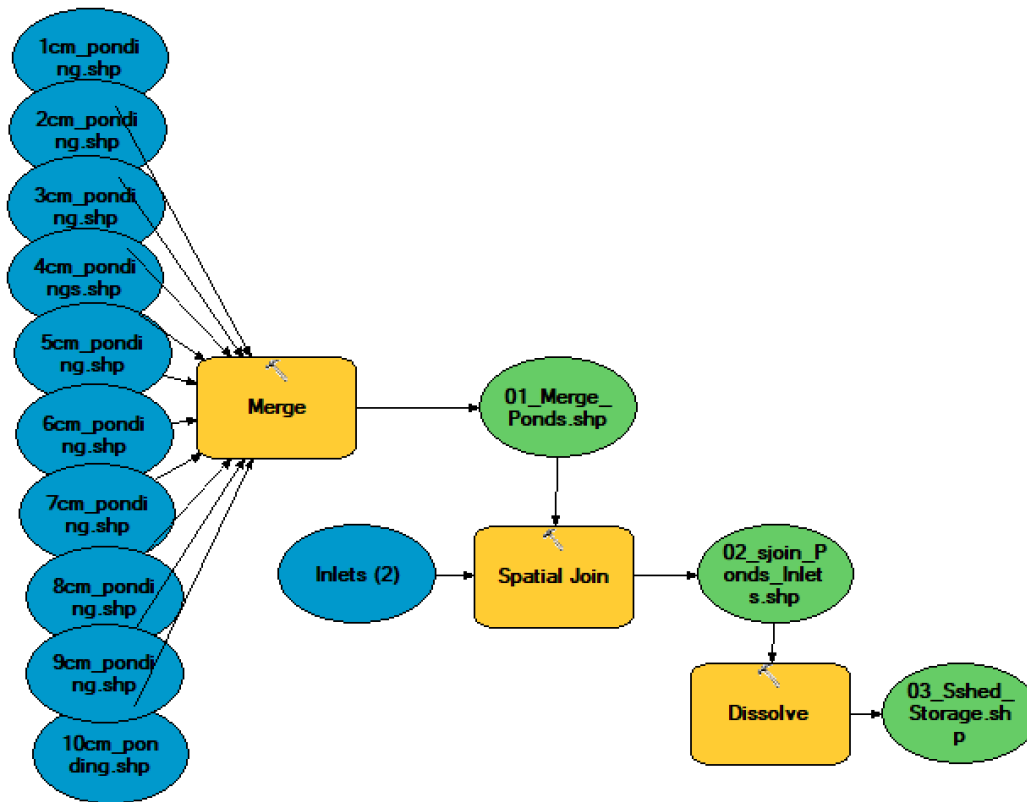 1cm_pondi
ng.shp
2cm_pondi
ng.shp
3cm_pondi
ng.shp
4cm_pondi
ngs.shp
5cm_pondi
ng.shp
6cm_pondi
ng.shp
7cm_pondi
ng.shp
8cm_pondi
ng.shp
9cm_pondi
ng.shp
10cm_pon
ding.shp
Merge
01_Merge_
Ponds.shp
Inlets (2)
Spatial Join
02_sjoin_P
onds_Inlet
s.shp
Dissolve
03_Sshed_
Storage.sh
p